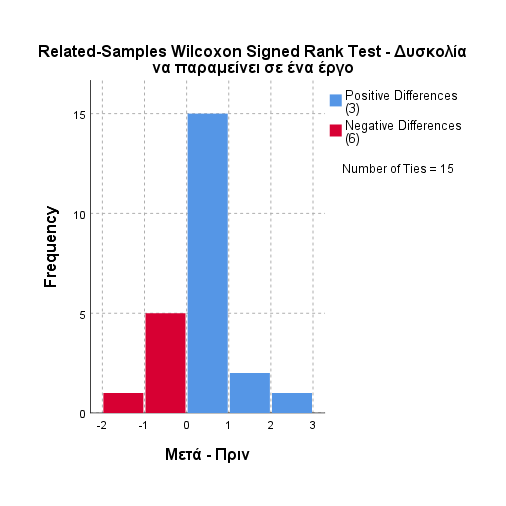 Related-Samples Wilcoxon Signed Rank Test - Δυσκολία
να παραμείνει σε ένα έργο
Positive Differences
(3)
Negative Differences
(6)
Number of Ties = 15
Frequency
15
10
5
0
-2 -1 0 1 2 3
Μετά - Πριν